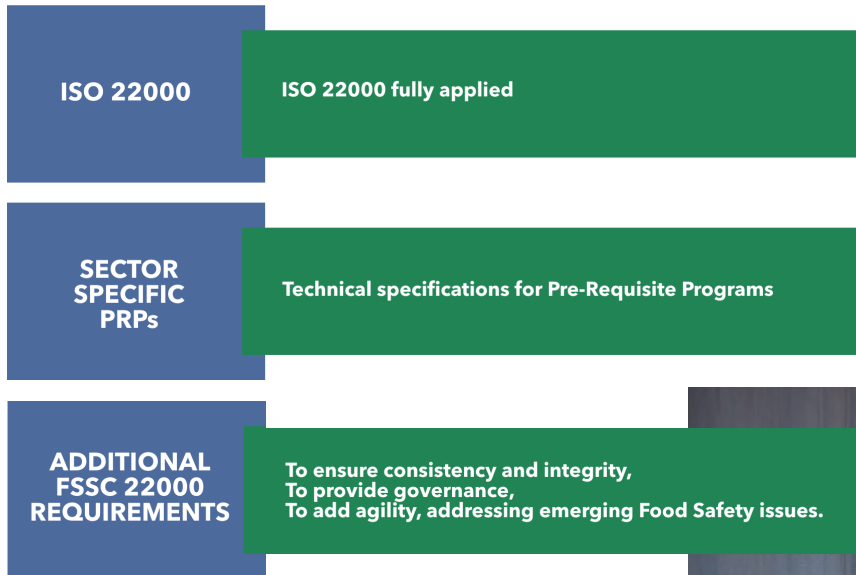 ISO 22000
ISO 22000 fully applied
SECTOR
SPECIFIC
PRPs
Technical specifications for Pre-Requisite Programs
ADDITIONAL
FSSC 22000
REQUIREMENTS
To ensure consistency and integrity,
To provide governance,
To add agility, addressing emerging Food Safety issues.